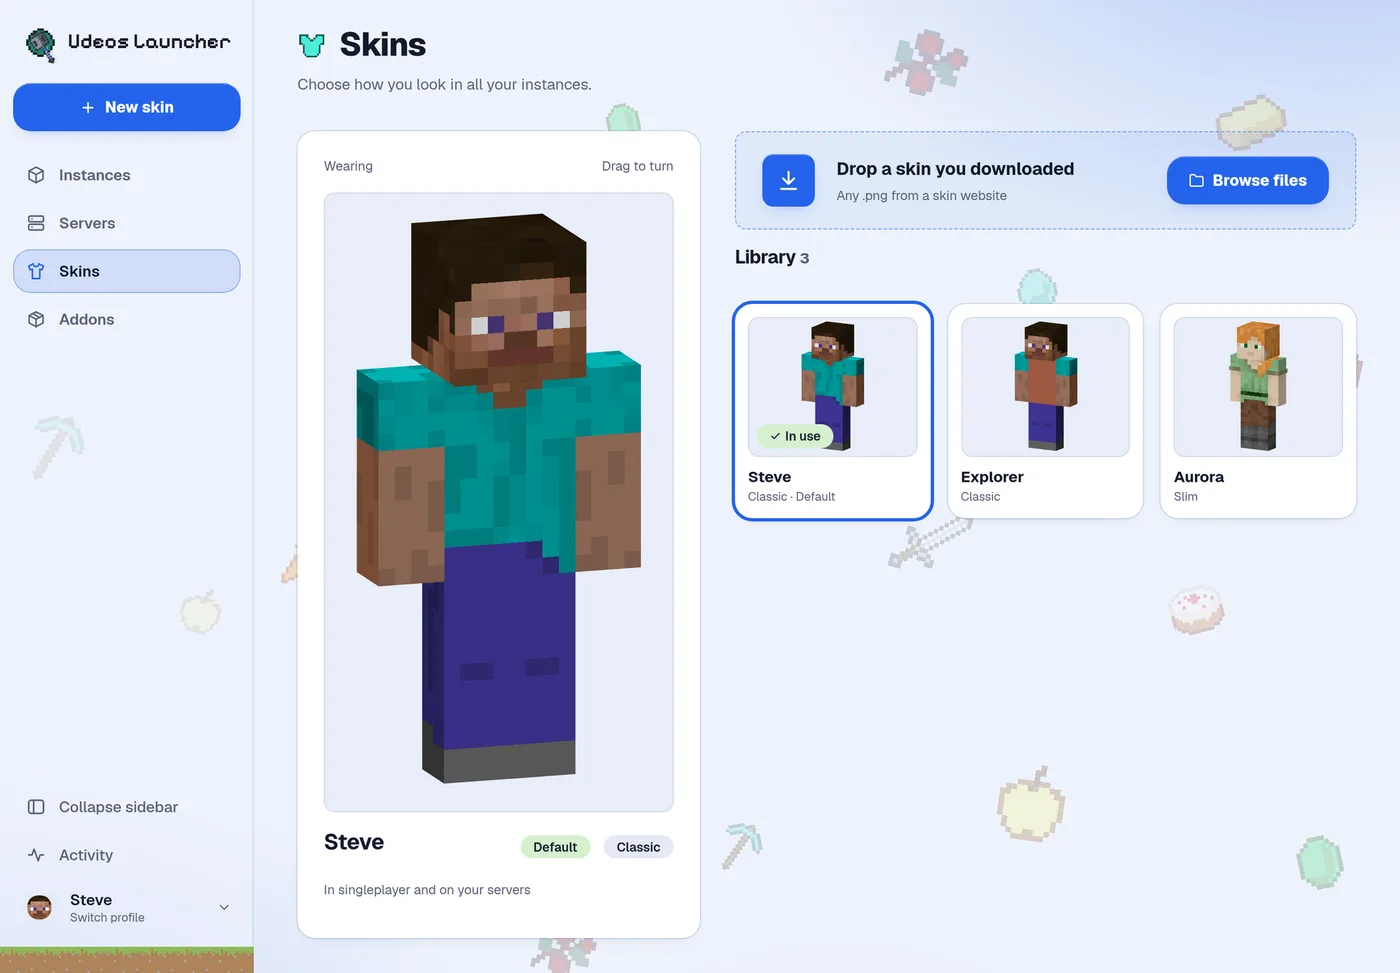 Udeos Launcher
New skin
Instances
Servers
Skins
Addons
Collapse sidebar
Activity
Steve
Switch profile
Skins
Choose how you look in all your instances.
Wearing
Drag to turn
Steve
Default
Classic
In singleplayer and on your servers
Drop a skin you downloaded
Any .png from a skin website
Browse files
Library 3
In use
Steve
Classic · Default
Explorer
Classic
Aurora
Slim